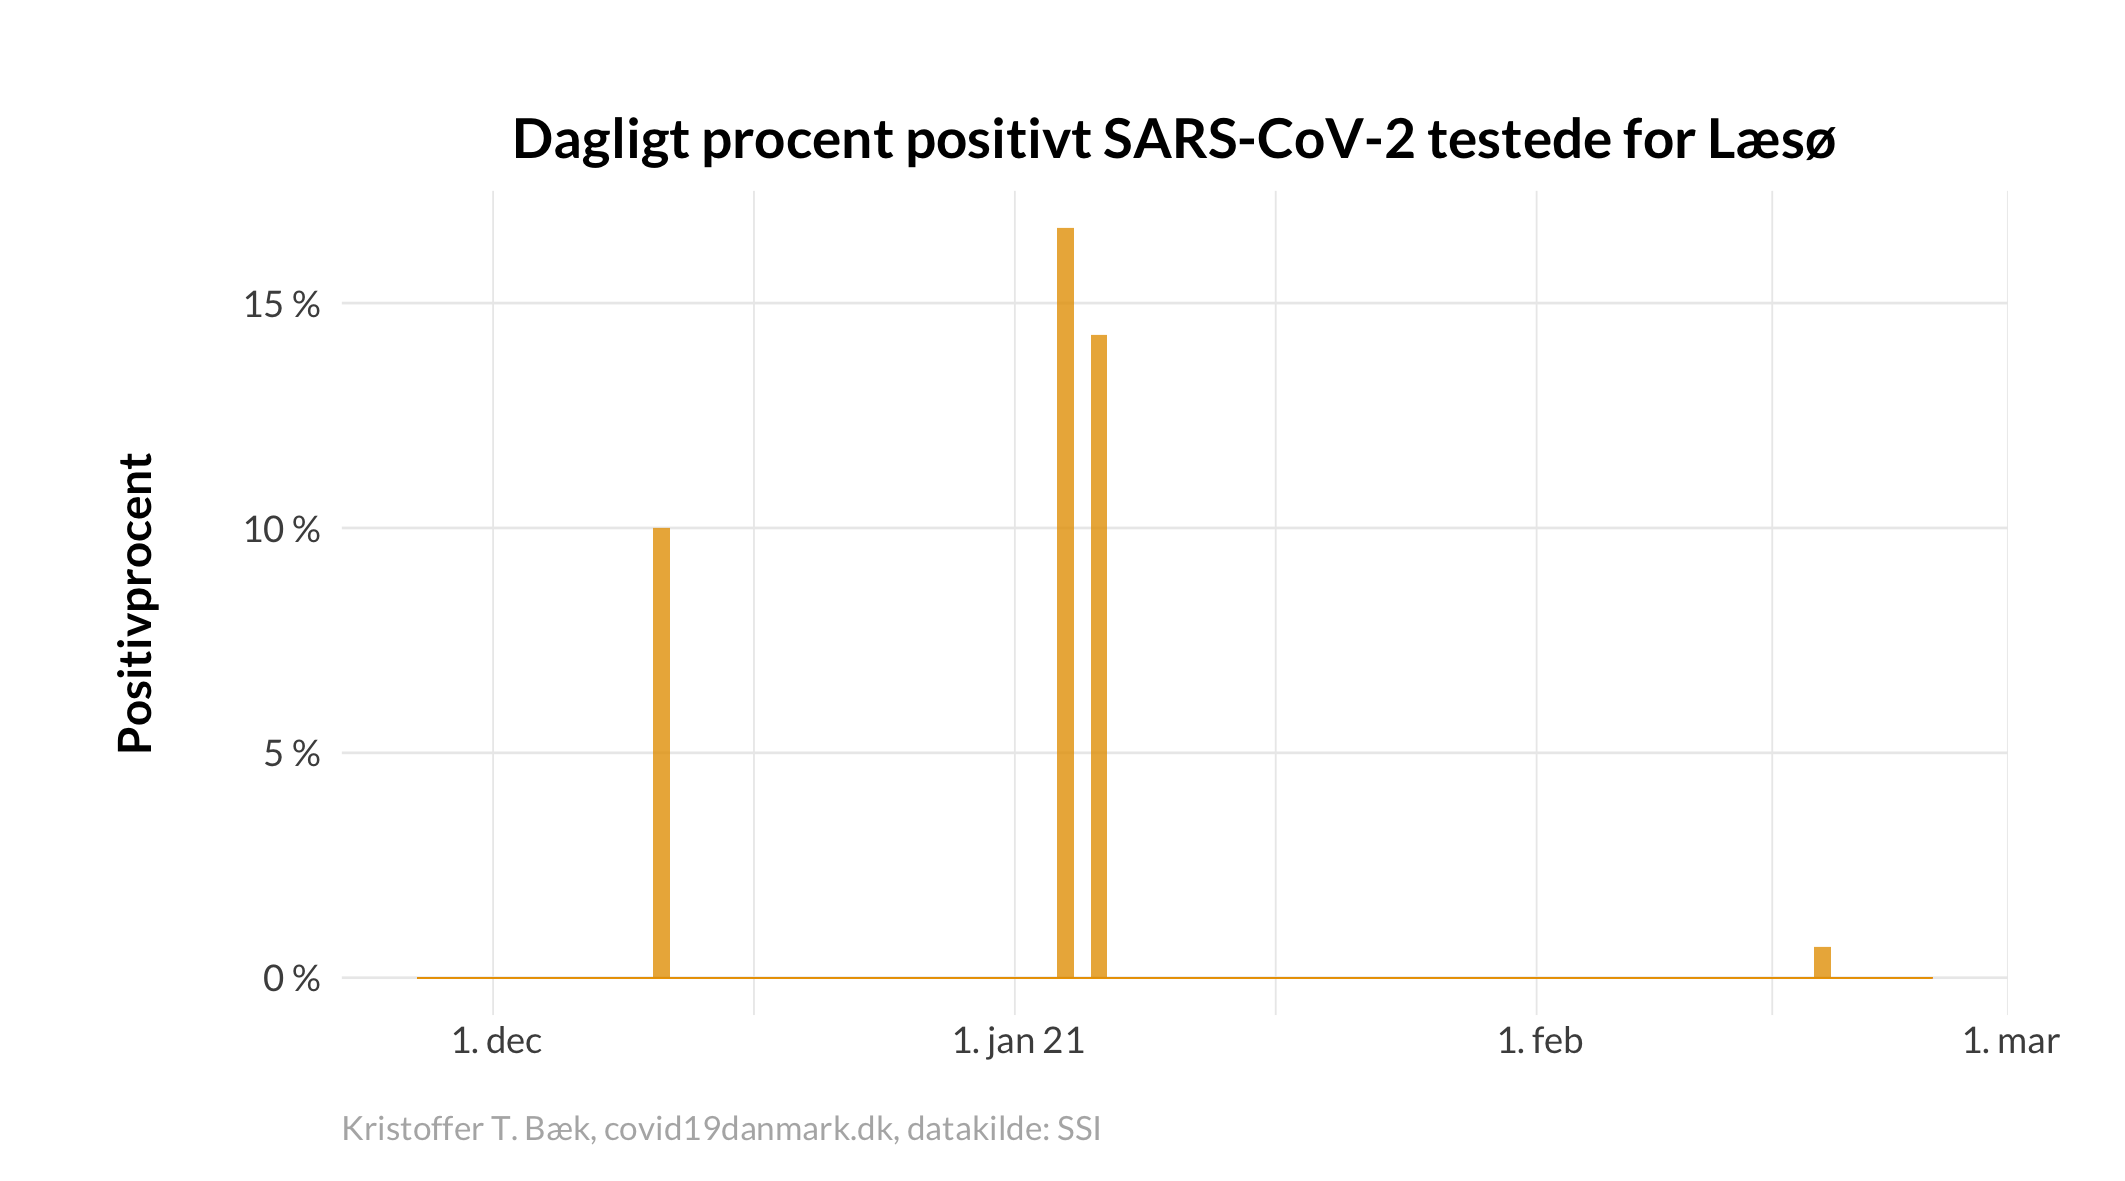 Dagligt procent positivt SARS-CoV-2 testede for Læsø
Positivprocent
15 %
10 %
5 %
0 %
1. dec
1. jan 21
1. feb
1. mar
Kristoffer T. Bæk, covid19danmark.dk, datakilde: SSI